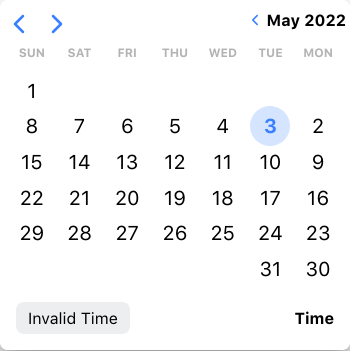 May 2022
SUN SAT FRI THU WED TUE MON
1
8 7 6 5 4 3 2
15 14 13 12 11 10 9
22 21 20 19 18 17 16
29 28 27 26 25 24 23
31 30
Invalid Time Time